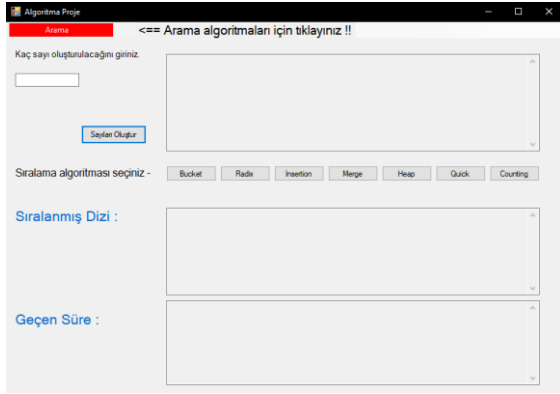 Algoritma Proje
Arama <== Arama algoritmaları için tıklayınız !!
Kaç sayı oluşturulacağını giriniz.
Sayıları Oluştur
Sıralama algoritması seçiniz -
Bucket Radix Insertion Merge Heap Quick Counting
Sıralanmış Dizi :
Geçen Süre :